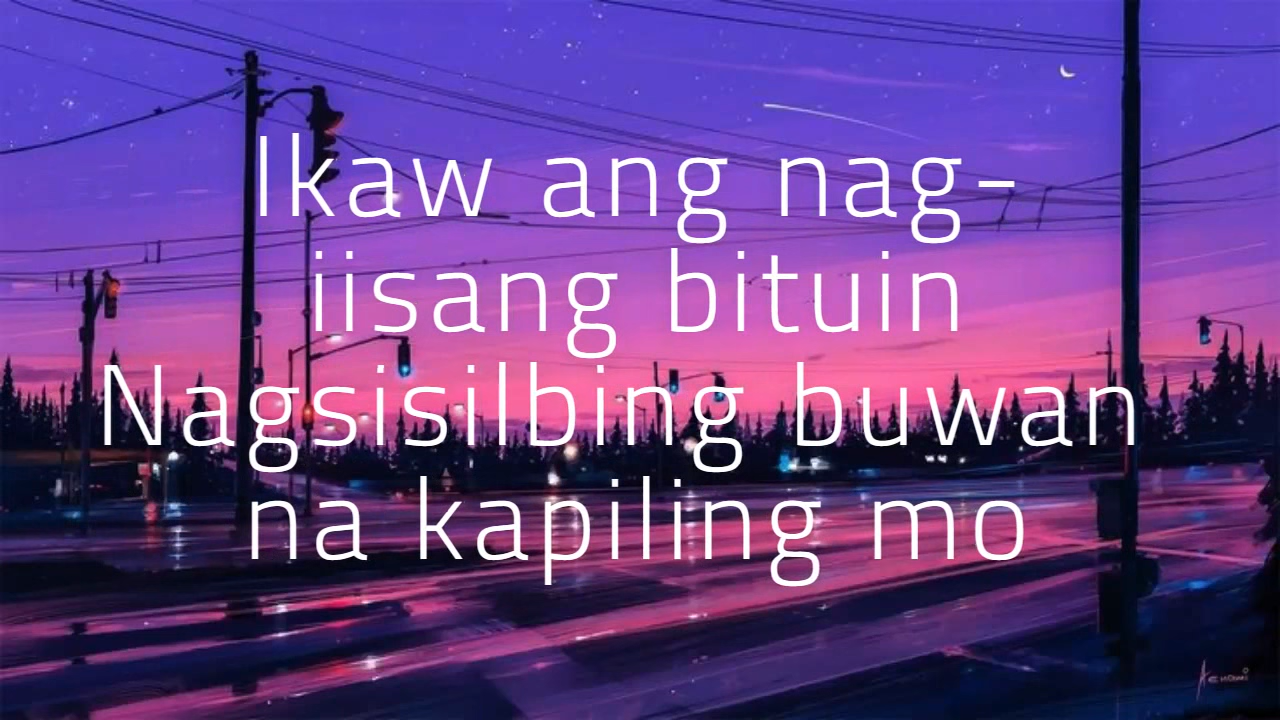 Ikaw ang nag-
iisang bituin
Nagsisilbing buwan
na kapiling mo